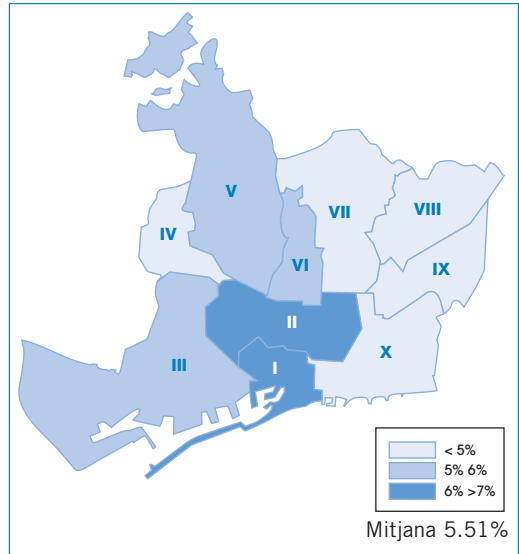 V
VII
VIII
IV
VI
IX
II
X
III
I
< 5%
5% 6%
6% >7%
Mitjana 5.51%